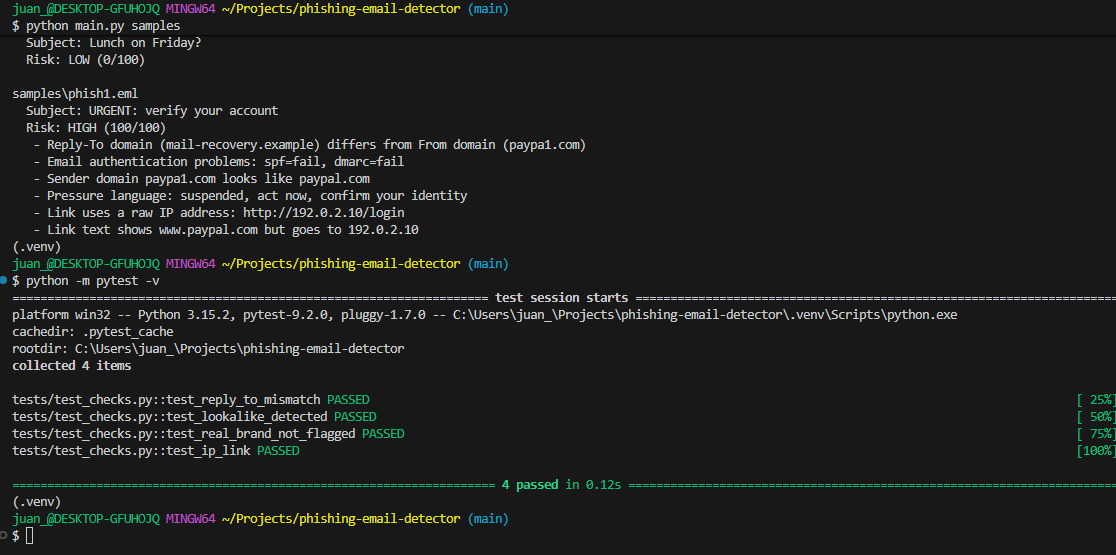 juan_@DESKTOP-GFUHOJQ MINGW64 ~/Projects/phishing-email-detector (main)
$ python main.py samples
  Subject: Lunch on Friday?
  Risk: LOW (0/100)

samples\phish1.eml
  Subject: URGENT: verify your account
  Risk: HIGH (100/100)
   - Reply-To domain (mail-recovery.example) differs from From domain (paypa1.com)
   - Email authentication problems: spf=fail, dmarc=fail
   - Sender domain paypa1.com looks like paypal.com
   - Pressure language: suspended, act now, confirm your identity
   - Link uses a raw IP address: http://192.0.2.10/login
   - Link text shows www.paypal.com but goes to 192.0.2.10
(.venv)
juan_@DESKTOP-GFUHOJQ MINGW64 ~/Projects/phishing-email-detector (main)
$ python -m pytest -v
======================================================================= test session starts ========================================================================
platform win32 -- Python 3.15.2, pytest-9.2.0, pluggy-1.7.0 -- C:\Users\juan_\Projects\phishing-email-detector\.venv\Scripts\python.exe
cachedir: .pytest_cache
rootdir: C:\Users\juan_\Projects\phishing-email-detector
collected 4 items

tests/test_checks.py::test_reply_to_mismatch PASSED [ 25%]
tests/test_checks.py::test_lookalike_detected PASSED [ 50%]
tests/test_checks.py::test_real_brand_not_flagged PASSED [ 75%]
tests/test_checks.py::test_ip_link PASSED [100%]

======================================================================== 4 passed in 0.12s =========================================================================
(.venv)
juan_@DESKTOP-GFUHOJQ MINGW64 ~/Projects/phishing-email-detector (main)
$